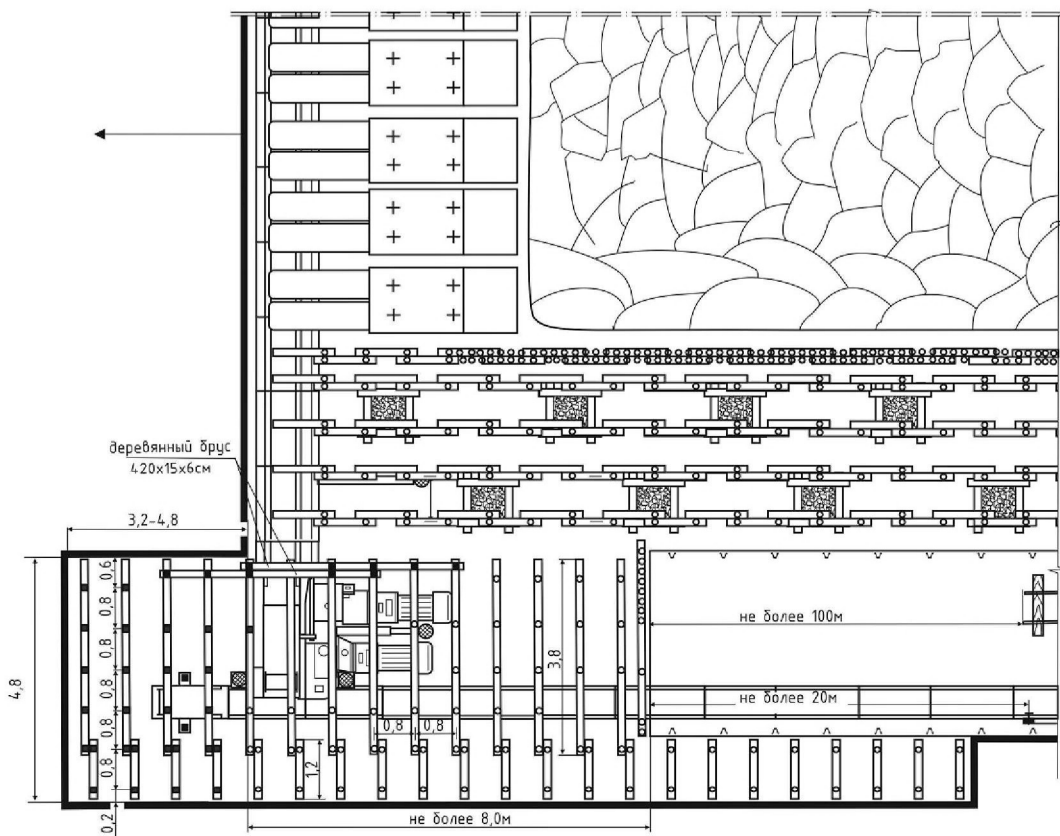 деревянный брус
420х15х6см
3,2-4,8
0,6
0,8
не более 100м
0,8
3,8
4,8
0,8
не более 20м
0,8
0,8
0,8
0,8
1,2
0,2
не более 8,0м